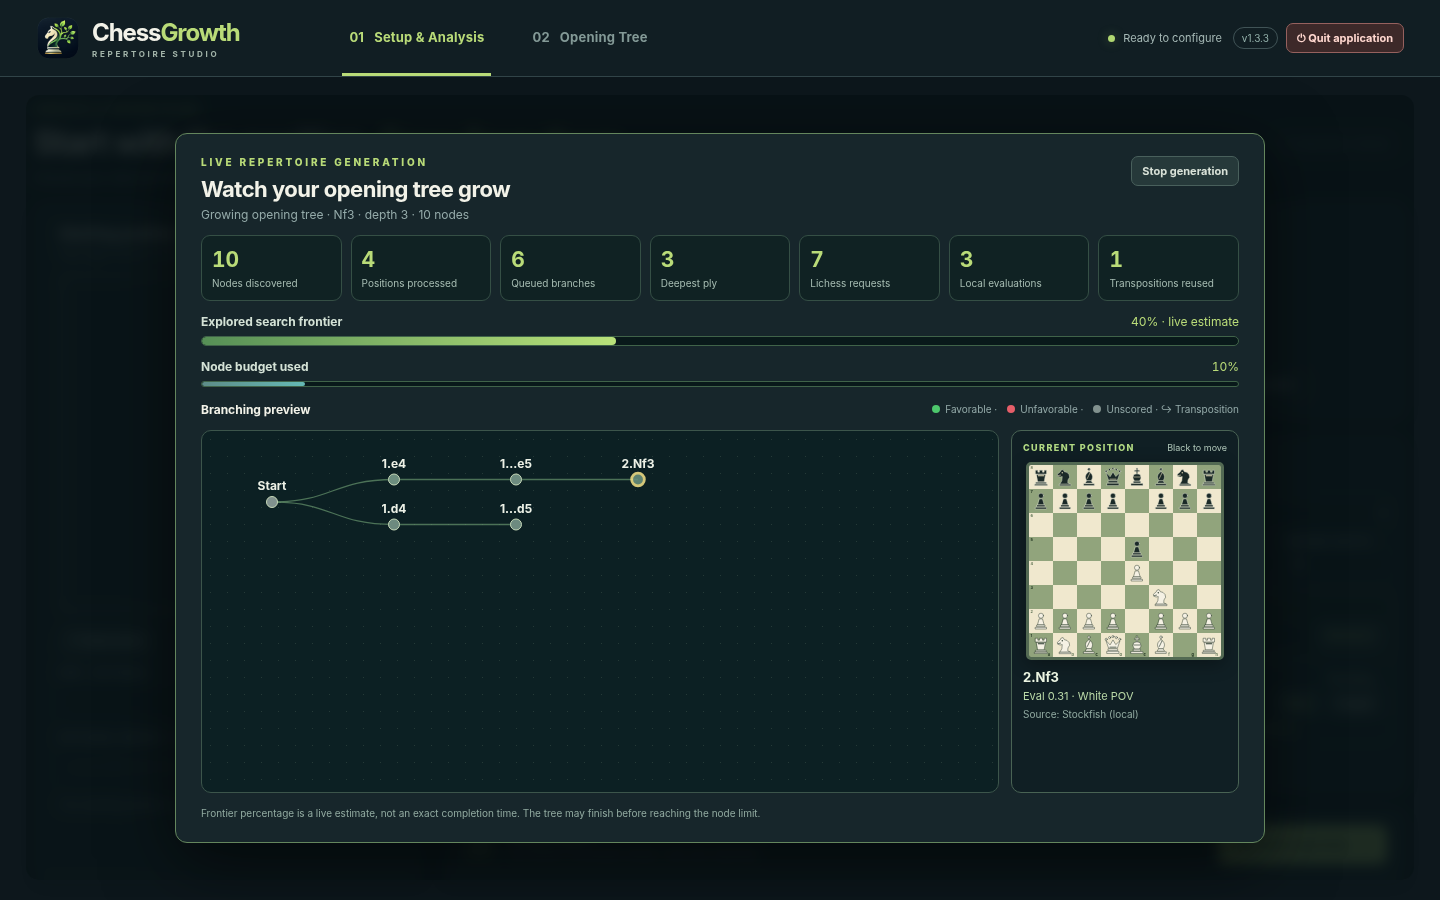 ChessGrowth
REPERTOIRE STUDIO
01 Setup & Analysis
02 Opening Tree
Ready to configure
v1.3.3
Quit application
LIVE REPERTOIRE GENERATION
Watch your opening tree grow
Growing opening tree · Nf3 · depth 3 · 10 nodes
Stop generation
10
Nodes discovered
4
Positions processed
6
Queued branches
3
Deepest ply
7
Lichess requests
3
Local evaluations
1
Transpositions reused
Explored search frontier
40% · live estimate
Node budget used
10%
Branching preview
Favorable ·
Unfavorable ·
Unscored · ↪ Transposition
Start
1.e4
1...e5
2.Nf3
1.d4
1...d5
CURRENT POSITION
Black to move
2.Nf3
Eval 0.31 · White POV
Source: Stockfish (local)
Frontier percentage is a live estimate, not an exact completion time. The tree may finish before reaching the node limit.